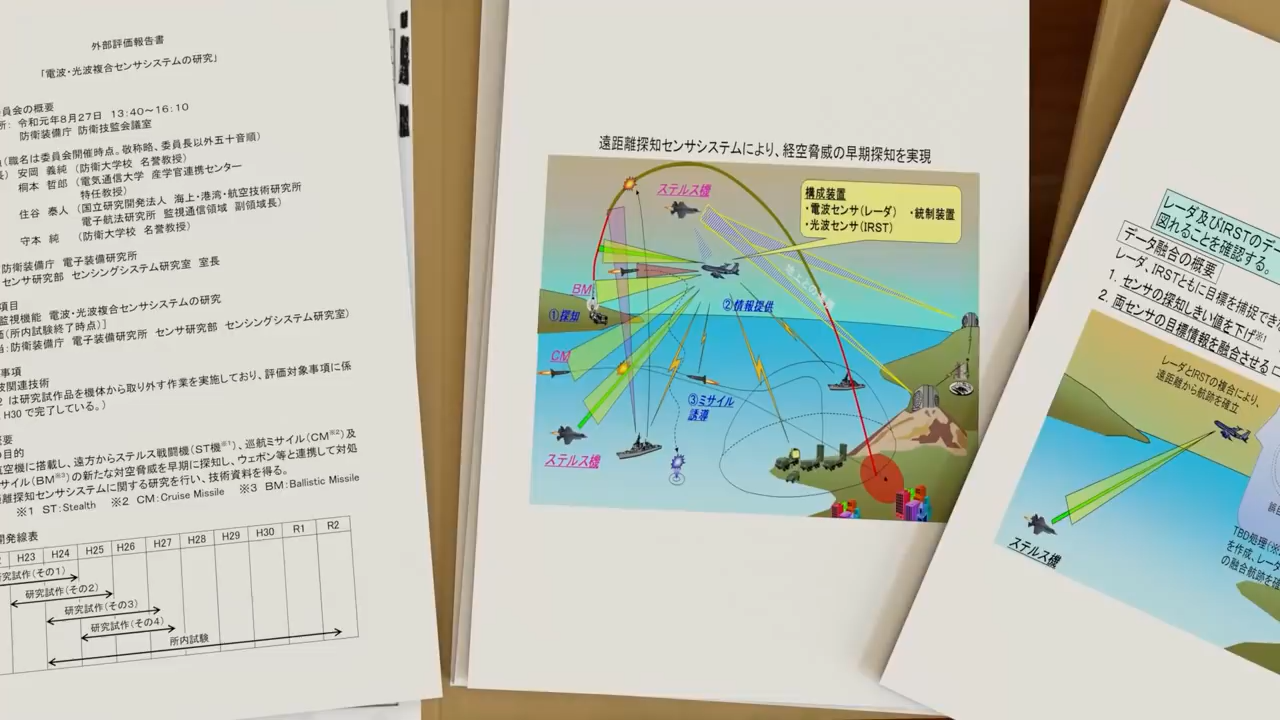 外部評価報告書
「電波・光波複合センサシステムの研究」
員会の概要
所： 令和元年8月27日 13：40～16：10
防衛装備庁 防衛技監会議室
（職名は委員会開催時点。敬称略、委員長以外五十音順）
長） 安岡 義純 （防衛大学校 名誉教授）
桐本 哲郎 （電気通信大学 産学官連携センター
特任教授）
住谷 泰人 （国立研究開発法人 海上・港湾・航空技術研究所
電子航法研究所 監視通信領域 副領域長）
守本 純 （防衛大学校 名誉教授）
防衛装備庁 電子装備研究所
センサ研究部 センシングシステム研究室 室長
項目
監視機能 電波・光波複合センサシステムの研究
価（所内試験終了時点）］
当：防衛装備庁 電子装備研究所 センサ研究部 センシングシステム研究室）
事項
波関連技術
2 は研究試作品を機体から取り外す作業を実施しており、評価対象事項に係
H30 で完了している。）
概要
の目的
航空機に搭載し、遠方からステルス戦闘機（ST機※1）、巡航ミサイル（CM※2）及
サイル（BM※3）の新たな対空脅威を早期に探知し、ウェポン等と連携して対処
距離探知センサシステムに関する研究を行い、技術資料を得る。
※1 ST：Stealth ※2 CM：Cruise Missile ※3 BM：Ballistic Missile
開発線表
H23 H24 H25 H26 H27 H28 H29 H30 R1 R2
研究試作（その1）
研究試作（その2）
研究試作（その3）
研究試作（その4）
所内試験
遠距離探知センサシステムにより、経空脅威の早期探知を実現
ステルス機
構成装置
・電波センサ（レーダ） ・統制装置
・光波センサ（IRST）
BM
①探知
②情報提供
CM
③ミサイル
誘導
ステルス機
レーダ及びIRSTのデー
図れることを確認する。
データ融合の概要
レーダ、IRSTともに目標を捕捉でき
1. センサの探知しきい値を下げ※1
2. 両センサの目標情報を融合させる
レーダとIRSTの複合により、
遠距離から航跡を確立
ステルス機
TBD処理（※
を作成、レーダ
の融合航跡を確